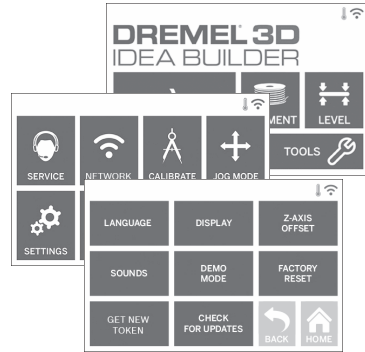 DREMEL 3D
IDEA BUILDER
LEVEL
TOOLS
SERVICE
NETWORK
CALIBRATE
JOG MODE
SETTINGS
LANGUAGE
DISPLAY
Z-AXIS
OFFSET
SOUNDS
DEMO
MODE
FACTORY
RESET
GET NEW
TOKEN
CHECK
FOR UPDATES
BACK
HOME